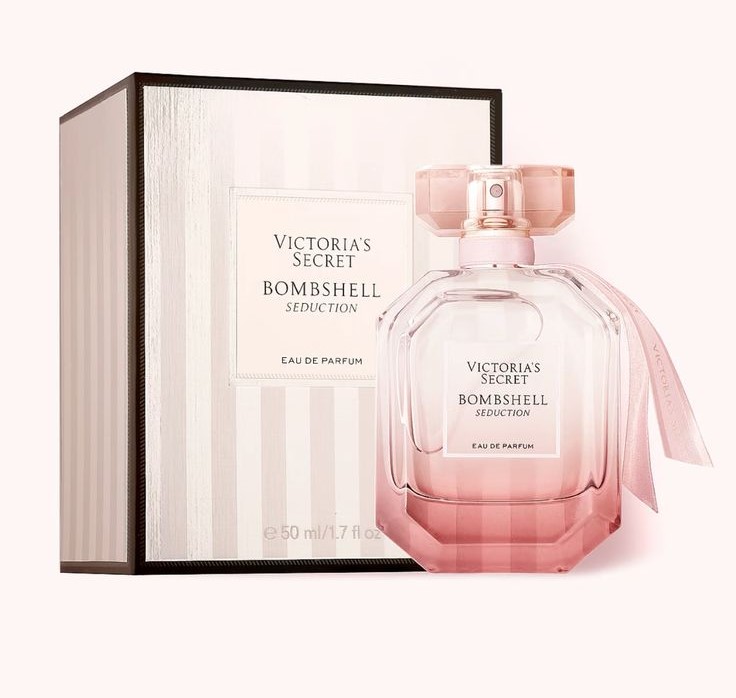 VICTORIA'S
SECRET
BOMBSHELL
SEDUCTION
EAU DE PARFUM
e 50 ml/1.7 fl oz
VICTORIA'S
SECRET
BOMBSHELL
SEDUCTION
EAU DE PARFUM
VICTORIA